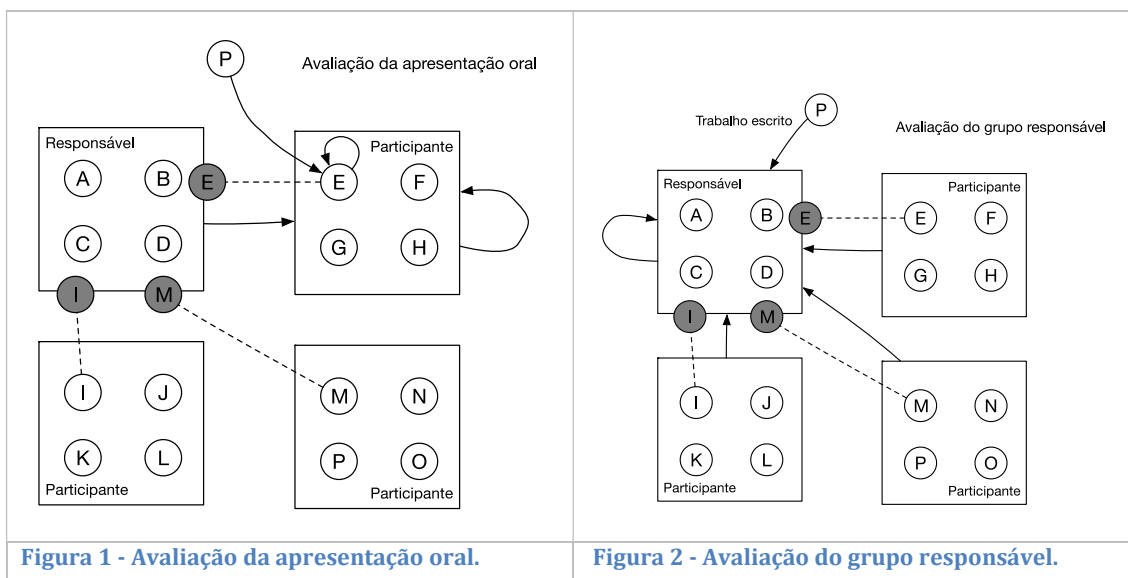 P
Avaliação da apresentação oral
Responsável
Participante
A
B
E
E
F
C
D
G
H
I
M
I
J
M
N
K
L
P
O
Participante
Participante
Figura 1 - Avaliação da apresentação oral.
P
Trabalho escrito
Avaliação do grupo responsável
Responsável
Participante
A
B
E
E
F
C
D
G
H
I
M
I
J
M
N
K
L
P
O
Participante
Participante
Figura 2 - Avaliação do grupo responsável.